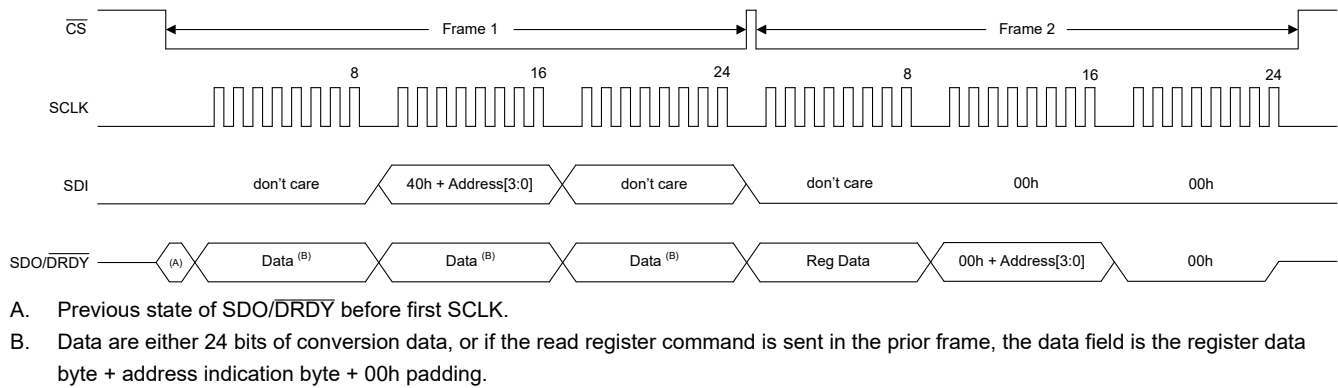 CS
Frame 1
Frame 2
8
16
24
8
16
24
SCLK
SDI
don't care
40h + Address[3:0]
don't care
don't care
00h
00h
SDO/DRDY
(A)
Data (B)
Data (B)
Data (B)
Reg Data
00h + Address[3:0]
00h
A. Previous state of SDO/DRDY before first SCLK.
B. Data are either 24 bits of conversion data, or if the read register command is sent in the prior frame, the data field is the register data
byte + address indication byte + 00h padding.